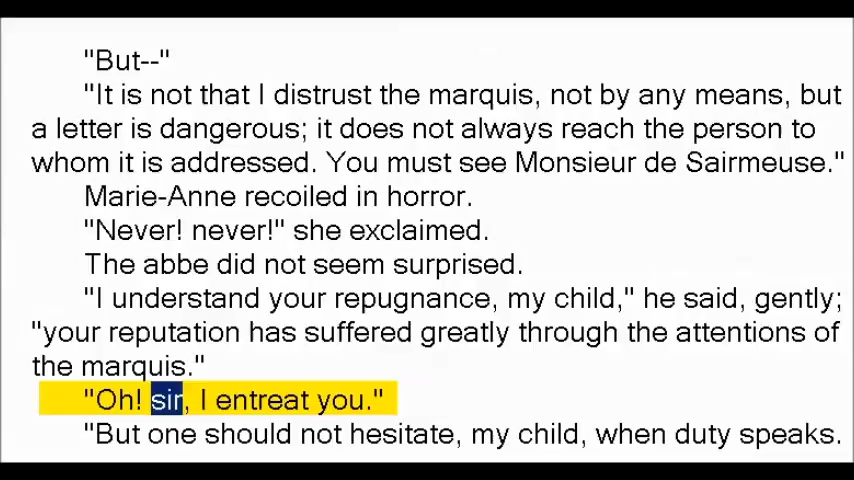 "But--"
"It is not that I distrust the marquis, not by any means, but
a letter is dangerous; it does not always reach the person to
whom it is addressed. You must see Monsieur de Sairmeuse."
Marie-Anne recoiled in horror.
"Never! never!" she exclaimed.
The abbe did not seem surprised.
"I understand your repugnance, my child," he said, gently;
"your reputation has suffered greatly through the attentions of
the marquis."
"Oh! sir, I entreat you."
"But one should not hesitate, my child, when duty speaks.